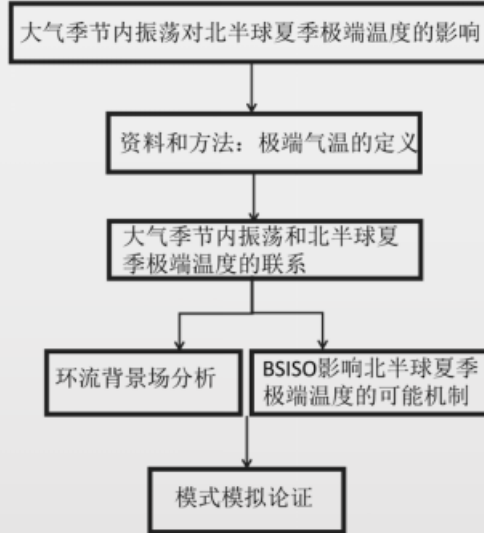 大气季节内振荡对北半球夏季极端温度的影响
资料和方法：极端气温的定义
大气季节内振荡和北半球夏
季极端温度的联系
环流背景场分析
BSISO影响北半球夏季
极端温度的可能机制
模式模拟论证